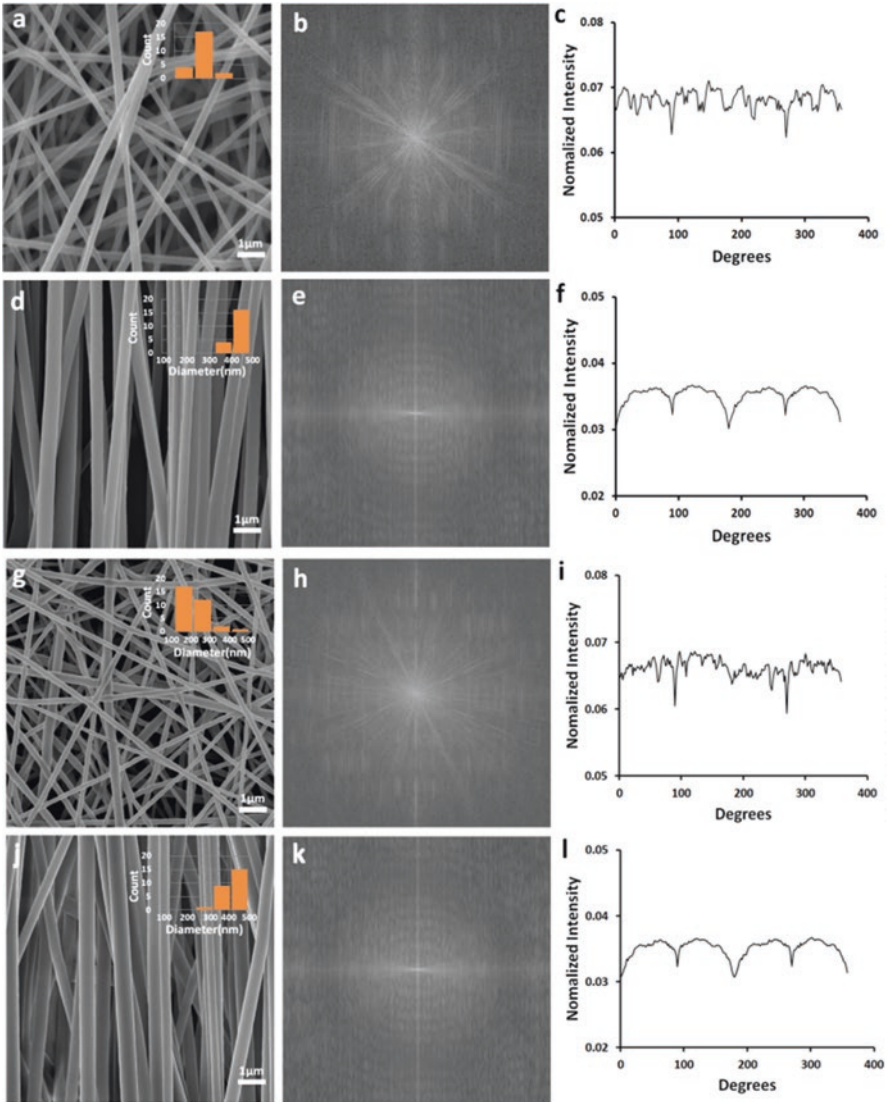 a
20
15
10
5
0
Count
1µm
b
c
0.08
0.07
0.06
0.05
Nomalized Intensity
0 100 200 300 400
Degrees
d
20
15
10
5
0
Count
100 200 300 400 500
Diameter(nm)
1µm
e
f
0.05
0.04
0.03
0.02
Nomalized Intensity
0 100 200 300 400
Degrees
g
20
15
10
5
0
Count
100 200 300 400 500
Diameter(nm)
1µm
h
i
0.08
0.07
0.06
0.05
Nomalized Intensity
0 100 200 300 400
Degrees
j
20
15
10
5
0
Count
100 200 300 400 500
Diameter(nm)
1µm
k
l
0.05
0.04
0.03
0.02
Nomalized Intensity
0 100 200 300 400
Degrees